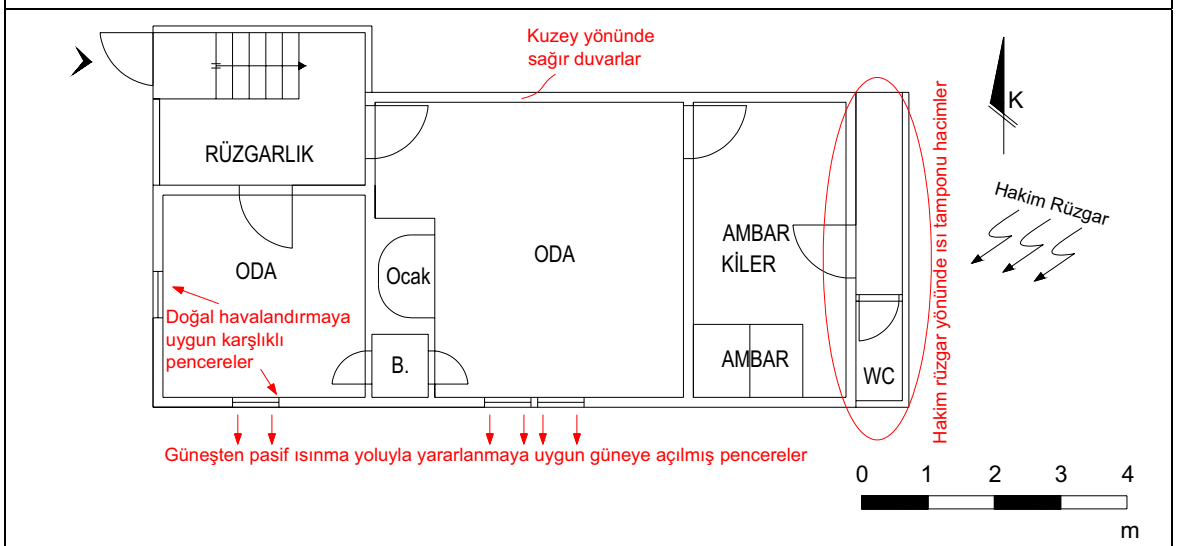 Kuzey yönünde
sağır duvarlar
K
Hakim Rüzgar
RÜZGARLIK
ODA
Ocak
ODA
AMBAR
KİLER
Doğal havalandırmaya
uygun karşılıklı
pencereler
B.
AMBAR
WC
Hakim rüzgar yönünde ısı tamponu hacimler
Güneşten pasif ısınma yoluyla yararlanmaya uygun güneye açılmış pencereler
0 1 2 3 4
m